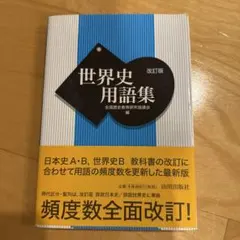 改訂版
世界史
用語集
全国歴史教育研究協議会
編
日本史A・B, 世界史B 教科書の改訂に
合わせて用語の頻度数を更新した最新版
山川出版社
頻度数全面改訂!